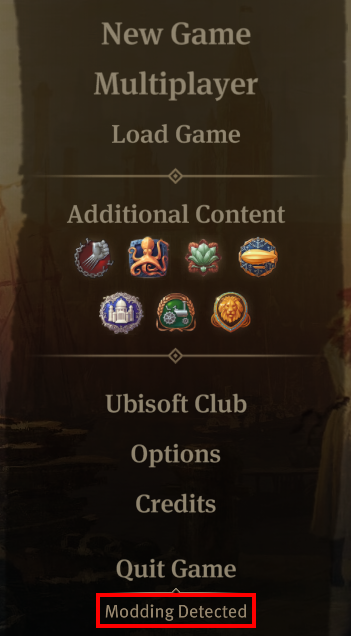 New Game
Multiplayer
Load Game
Additional Content
Ubisoft Club
Options
Credits
Quit Game
Modding Detected